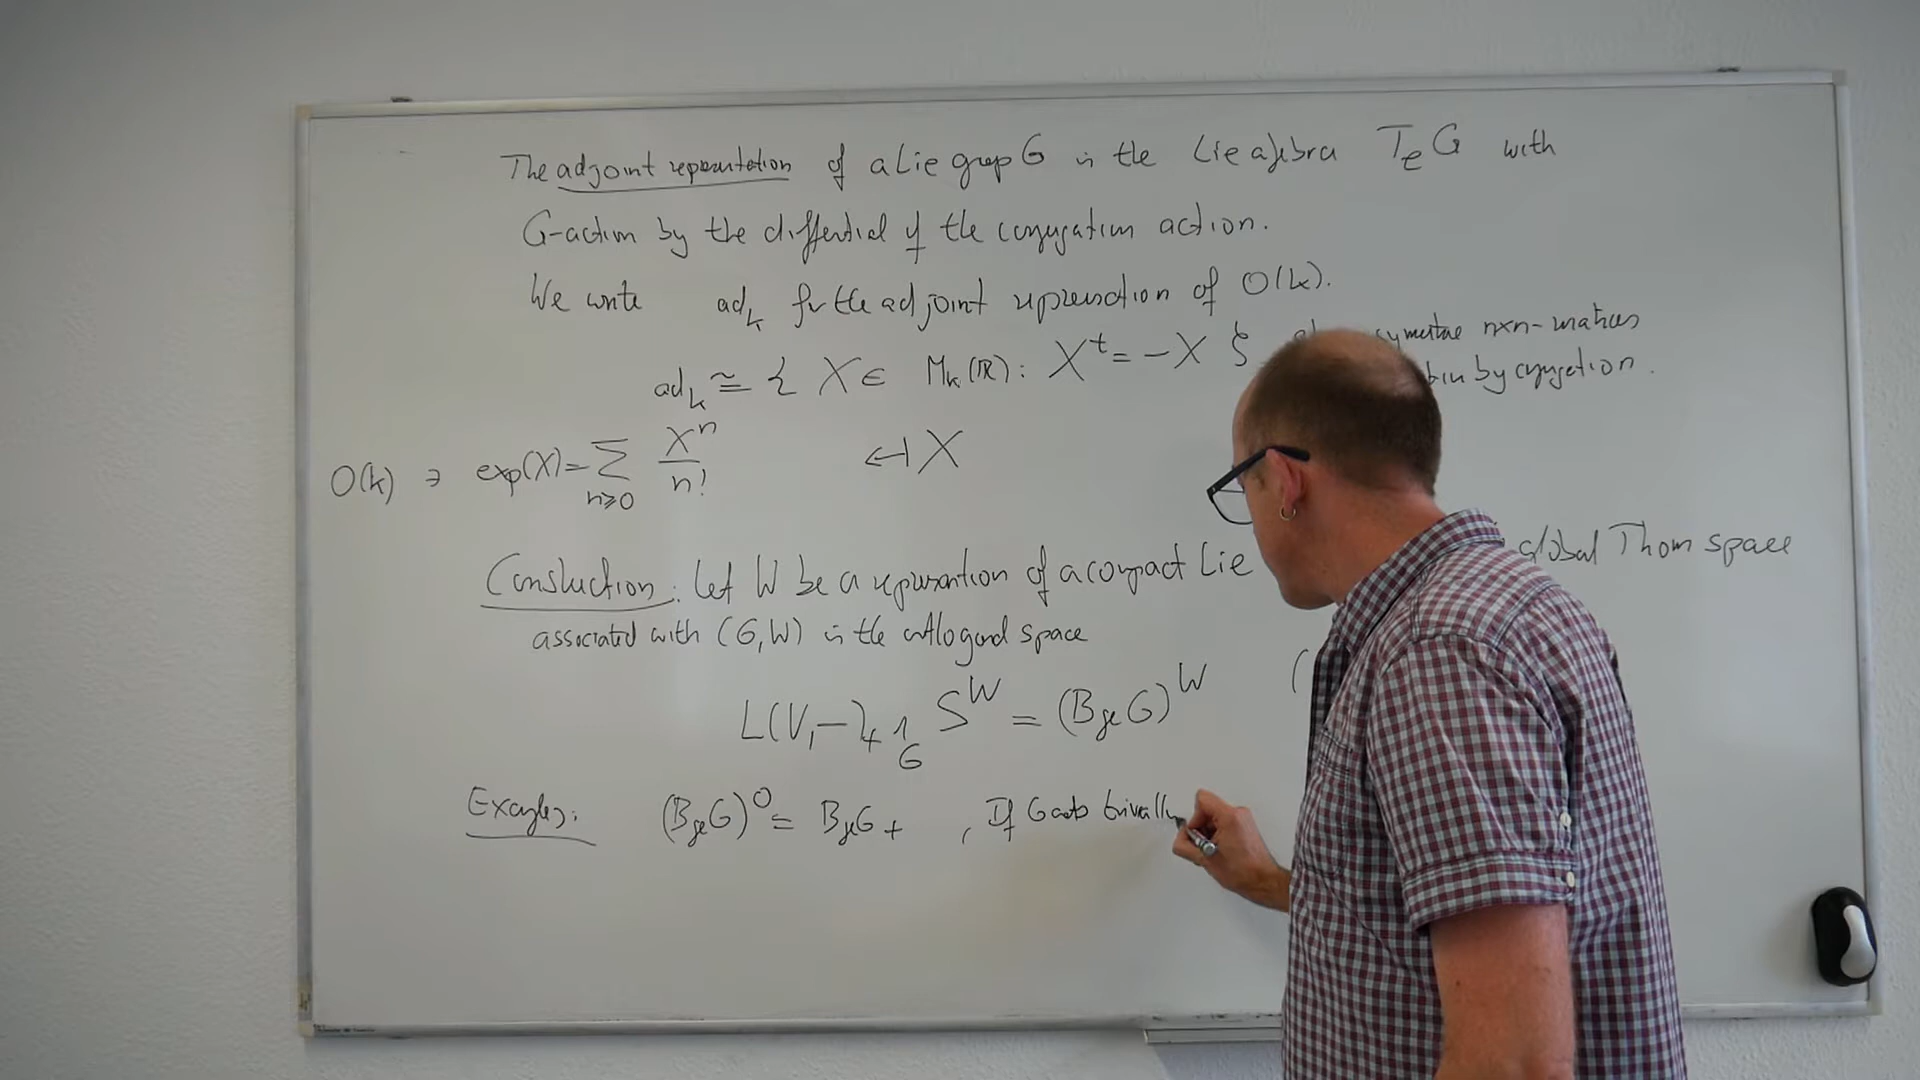 The adjoint representation of a Lie group G is the Lie algebra T_e G with
G-action by the differential of the conjugation action.
We write ad_k for the adjoint representation of O(k).
ad_k ≅ { X ∈ M_k(ℝ): X^t = -X } symmetric n×n-matrices
by conjugation.
O(k) ∋ exp(X) = ∑_{n≥0} X^n / n! ↤ X
Construction: Let W be a representation of a compact Lie global Thom space
associated with (G,W) is the orthogonal space
L(V,-)_+ ∧_G S^W = (B_gl G)^W (
Examples: (B_gl G)^0 = B_gl G_+ , If G acts trivially